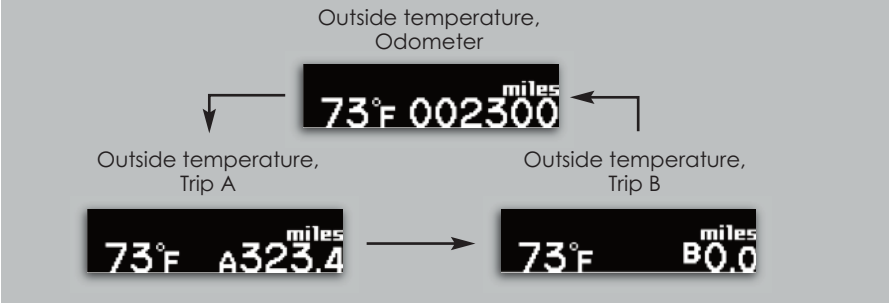 Outside temperature,
Odometer
miles
73°F 002300
Outside temperature,
Trip A
miles
73°F A323.4
Outside temperature,
Trip B
miles
73°F B0.0